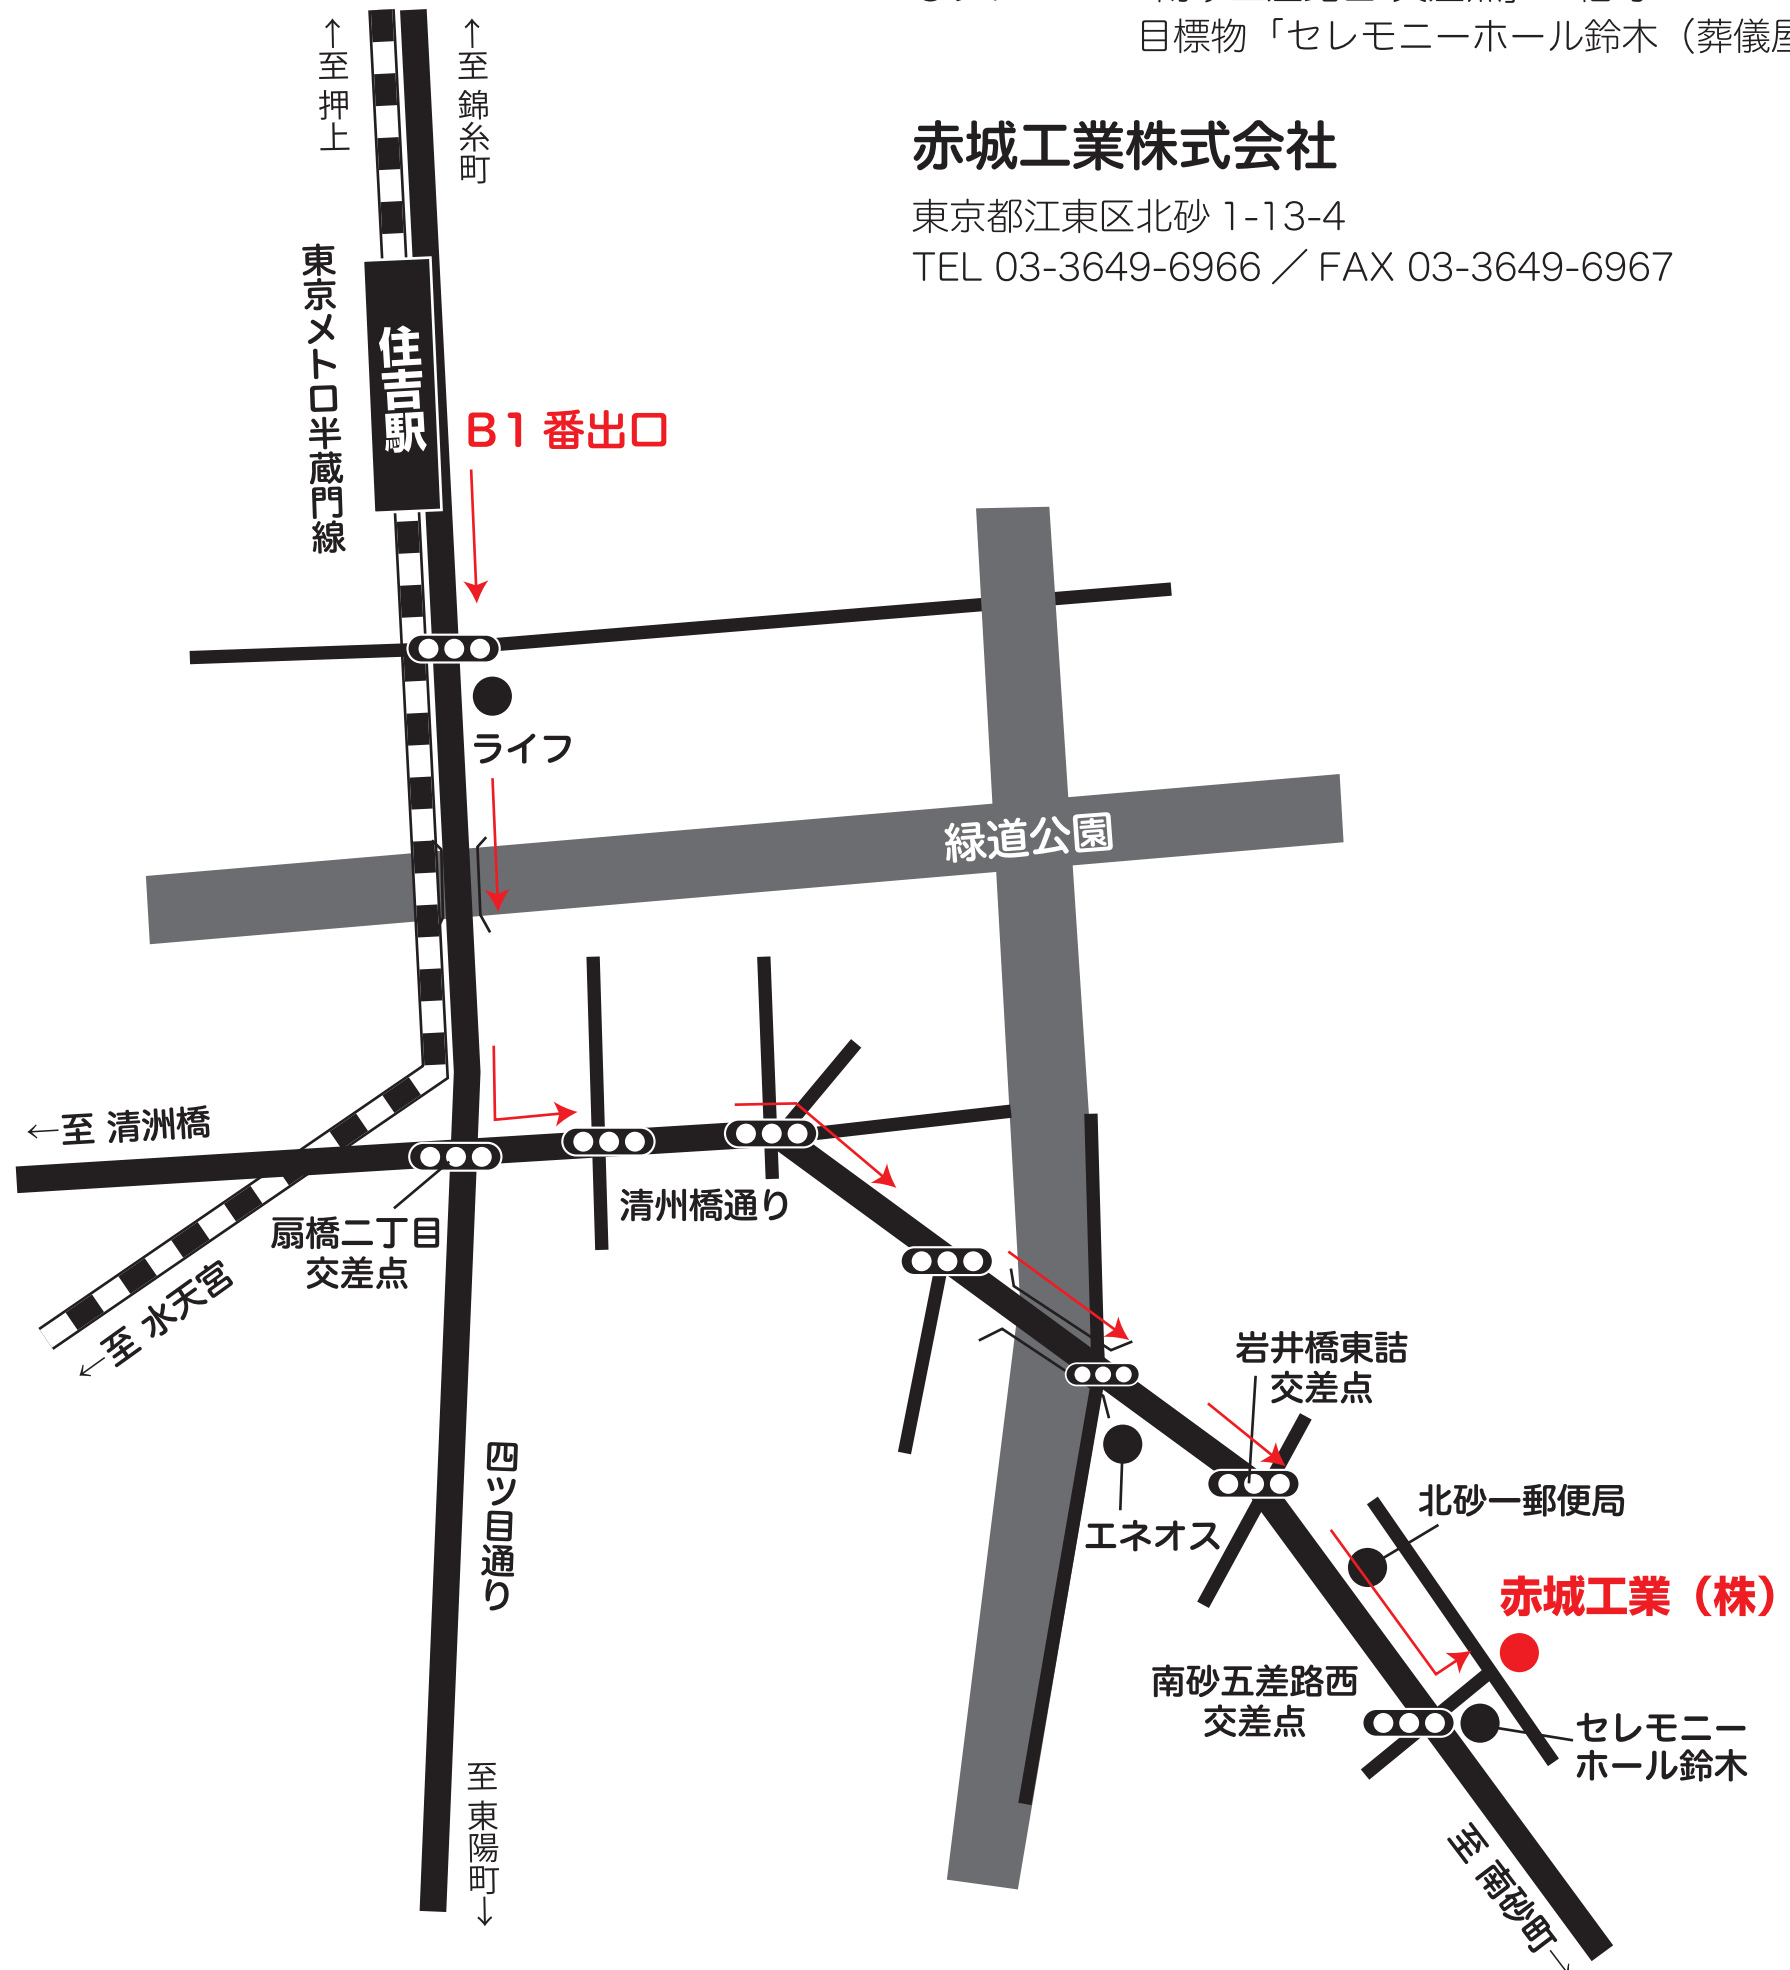 目標物「セレモニーホール鈴木（葬儀屋
赤城工業株式会社
東京都江東区北砂 1-13-4
TEL 03-3649-6966 ／ FAX 03-3649-6967
↑至 押上
↑至 錦糸町
東京メトロ半蔵門線
住吉駅
B1 番出口
ライフ
緑道公園
←至 清洲橋
扇橋二丁目
交差点
清州橋通り
←至 水天宮
四ツ目通り
至 東陽町→
岩井橋東詰
交差点
エネオス
北砂一郵便局
赤城工業（株）
南砂五差路西
交差点
セレモニー
ホール鈴木
至 南砂町→